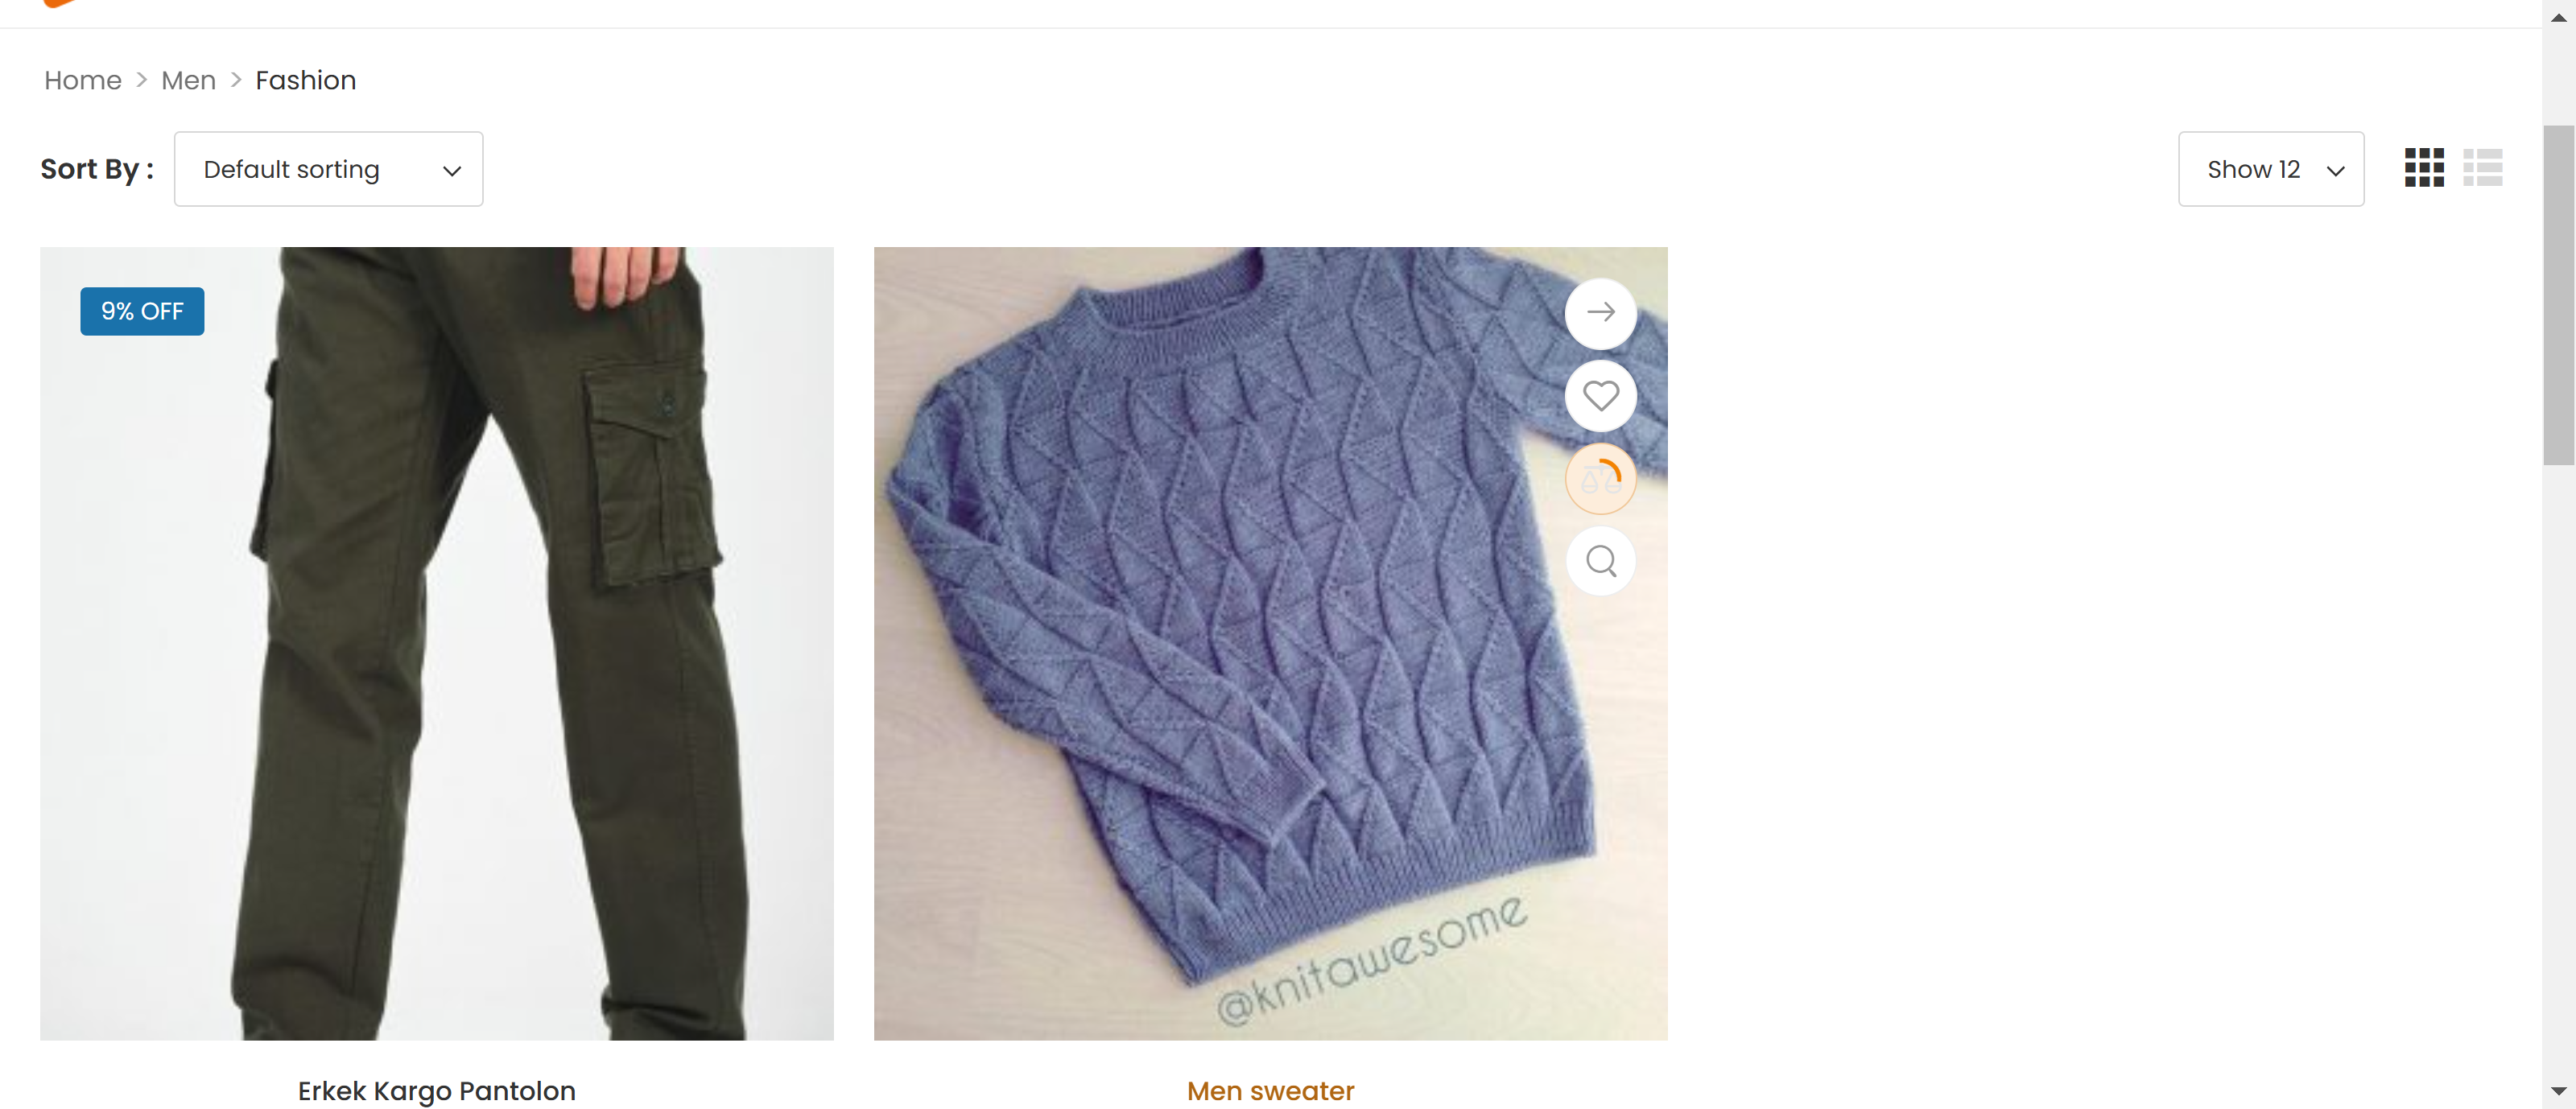 Home > Men > Fashion
Sort By : Default sorting
Show 12
9% OFF
@knitawesome
Erkek Kargo Pantolon
Men sweater